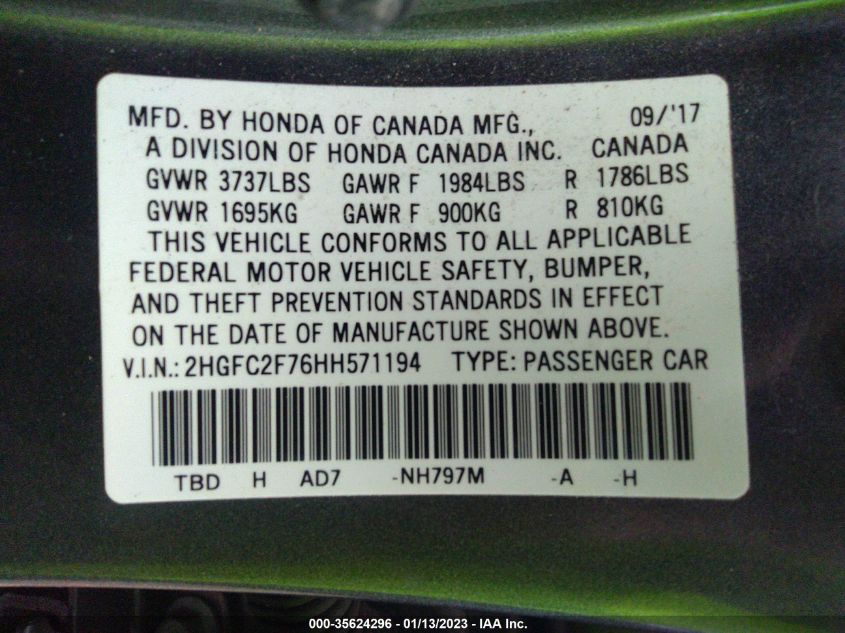 MFD. BY HONDA OF CANADA MFG., 09/'17
A DIVISION OF HONDA CANADA INC. CANADA
GVWR 3737LBS GAWR F 1984LBS R 1786LBS
GVWR 1695KG GAWR F 900KG R 810KG
THIS VEHICLE CONFORMS TO ALL APPLICABLE
FEDERAL MOTOR VEHICLE SAFETY, BUMPER,
AND THEFT PREVENTION STANDARDS IN EFFECT
ON THE DATE OF MANUFACTURE SHOWN ABOVE.
V.I.N.: 2HGFC2F76HH571194 TYPE: PASSENGER CAR
TBD H AD7 -NH797M -A -H
000-35624296 - 01/13/2023 - IAA Inc.